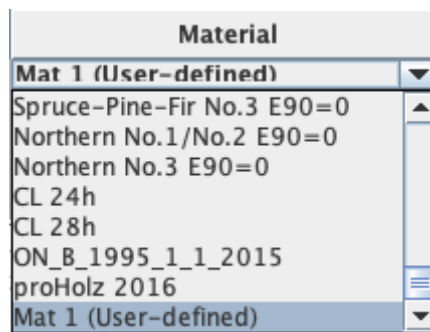 Material
Mat 1 (User-defined)
Spruce-Pine-Fir No.3 E90=0
Northern No.1/No.2 E90=0
Northern No.3 E90=0
CL 24h
CL 28h
ON_B_1995_1_1_2015
proHolz 2016
Mat 1 (User-defined)